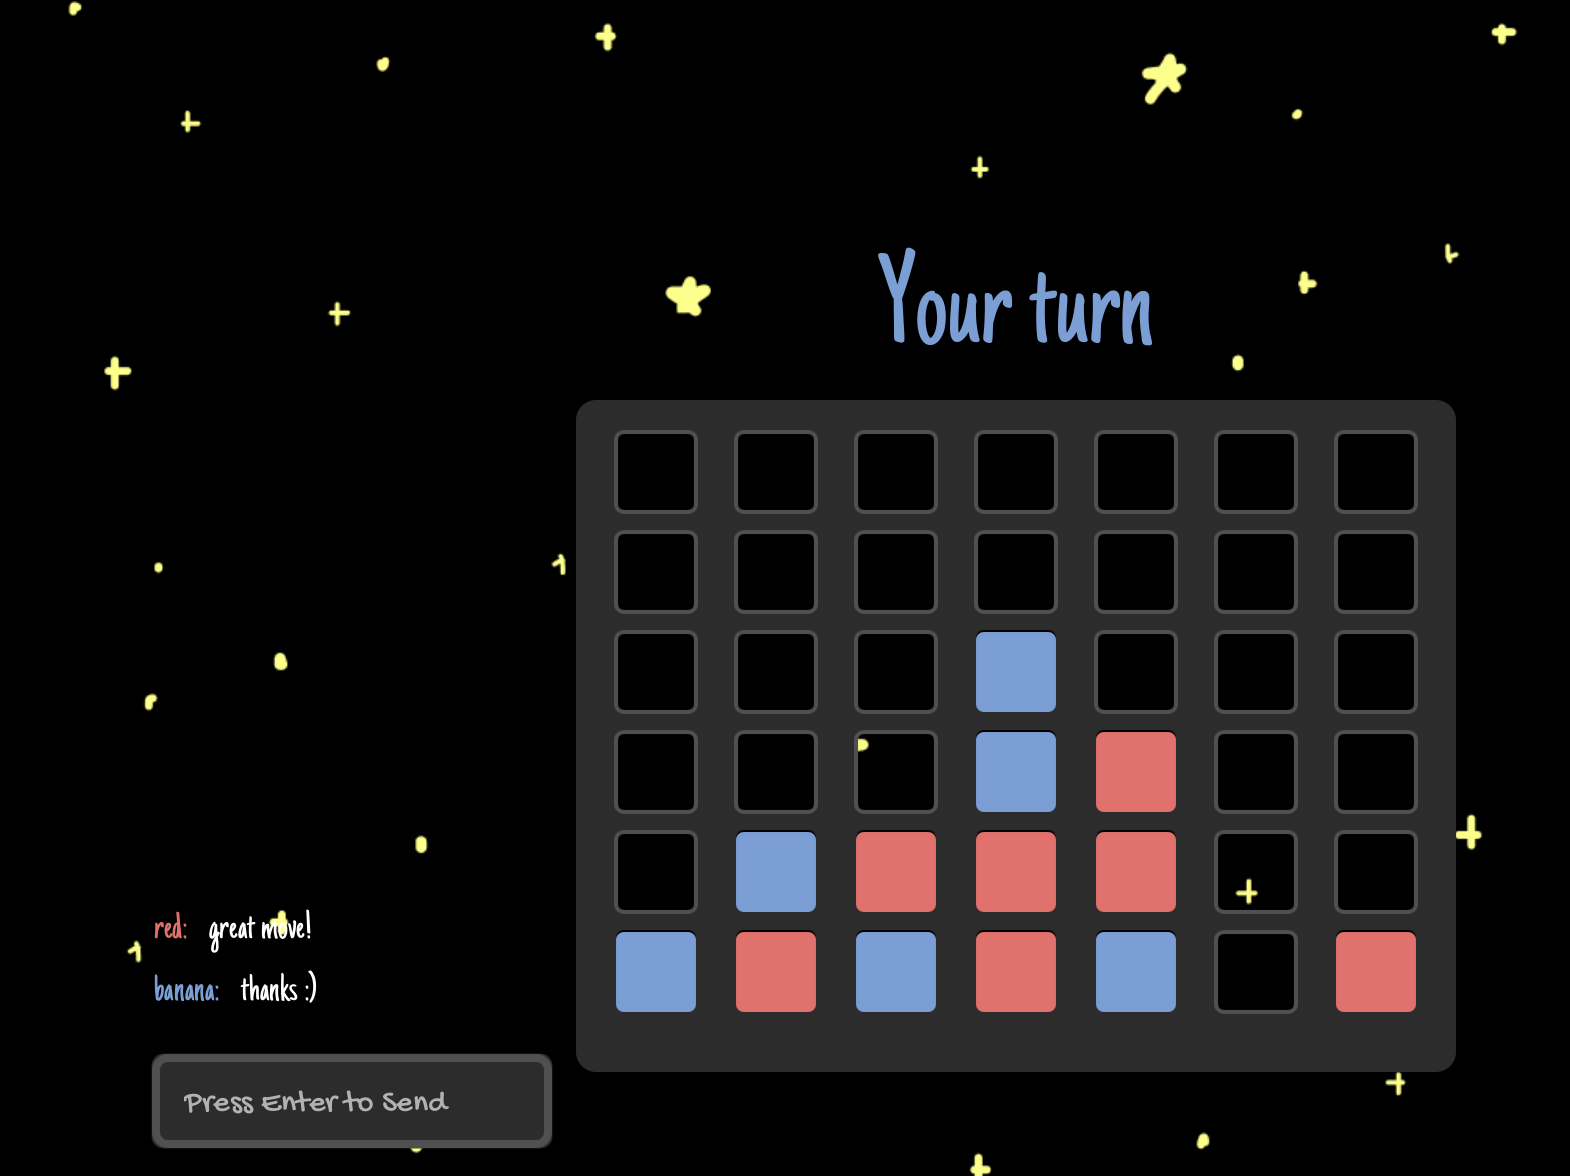 Your turn
red: great move!
banana: thanks :)
Press Enter to Send